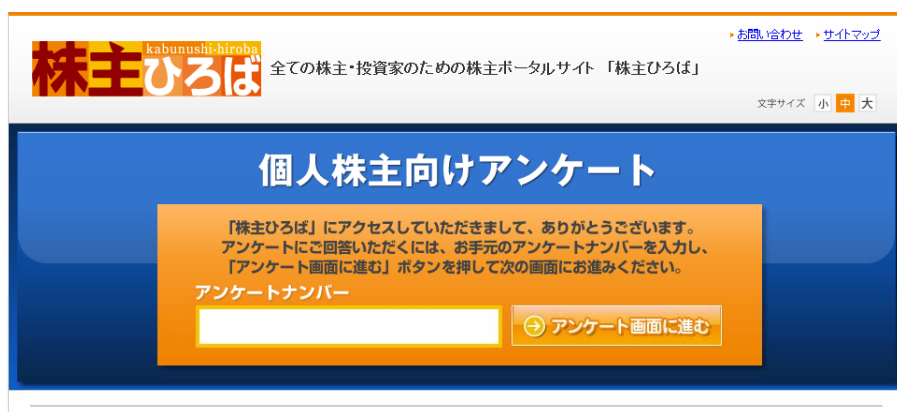 お問い合わせ サイトマップ
株主ひろば
kabunushi-hiroba
全ての株主・投資家のための株主ポータルサイト 「株主ひろば」
文字サイズ 小 中 大
個人株主向けアンケート
「株主ひろば」にアクセスしていただきまして、ありがとうございます。
アンケートにご回答いただくには、お手元のアンケートナンバーを入力し、
「アンケート画面に進む」ボタンを押して次の画面にお進みください。
アンケートナンバー
アンケート画面に進む